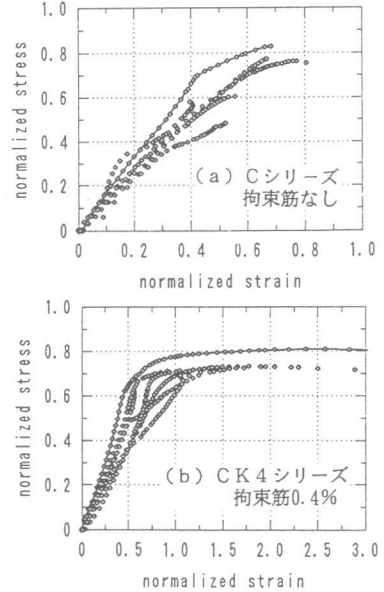 normalized stress
1.0
0.8
0.6
0.4
0.2
0
(a) Cシリーズ
拘束筋なし
0 0.2 0.4 0.6 0.8 1.0
normalized strain
normalized stress
1.0
0.8
0.6
0.4
0.2
0
(b) CK4シリーズ
拘束筋0.4%
0 0.5 1.0 1.5 2.0 2.5 3.0
normalized strain